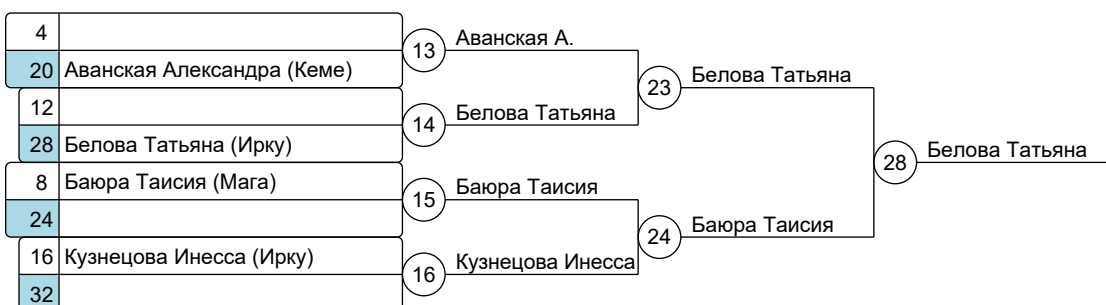 4
20 Аванская Александра (Кеме)
12
28 Белова Татьяна (Ирку)
8 Баюра Таисия (Мага)
24
16 Кузнецова Инесса (Ирку)
32
13 Аванская А.
14 Белова Татьяна
15 Баюра Таисия
16 Кузнецова Инесса
23 Белова Татьяна
24 Баюра Таисия
28 Белова Татьяна